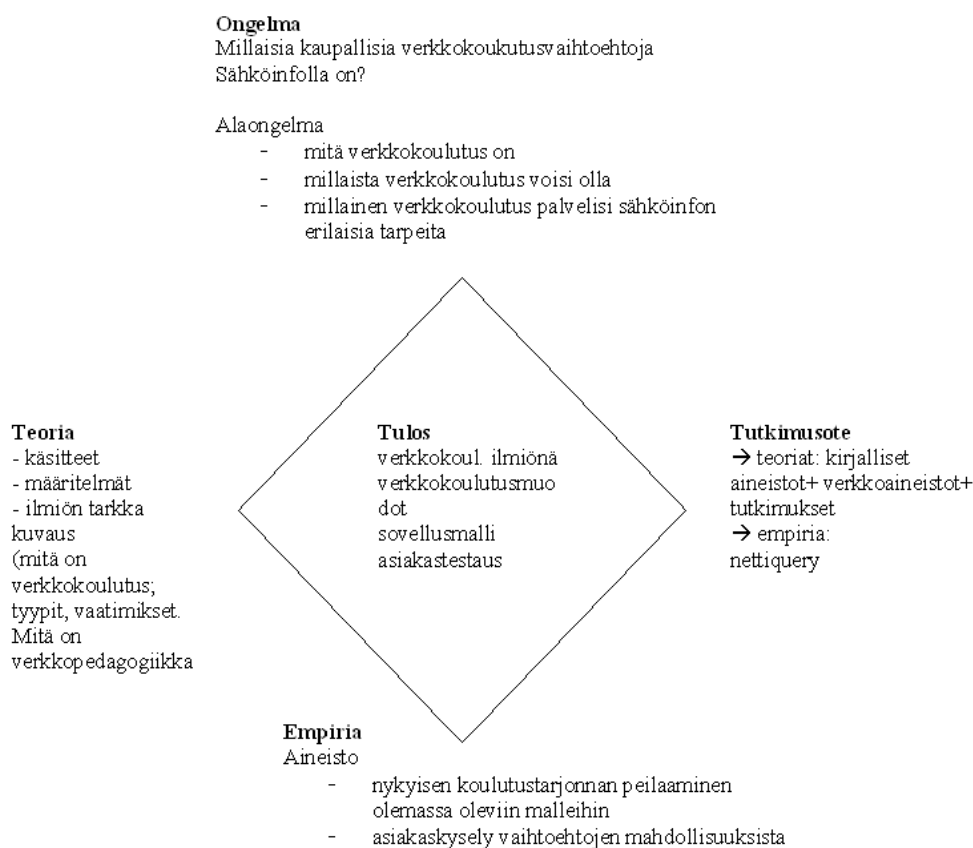 Ongelma
Millaisia kaupallisia verkkokoukutusvaihtoehtoja
Sähköinfolla on?
Alaongelma
- mitä verkkokoulutus on
- millaista verkkokoulutus voisi olla
- millainen verkkokoulutus palvelisi sähköinfon
erilaisia tarpeita
Teoria
- käsitteet
- määritelmät
- ilmiön tarkka
kuvaus
(mitä on
verkkokoulutus;
tyypit, vaatimikset.
Mitä on
verkkopedagogiikka
Tulos
verkkokoul. ilmiönä
verkkokoulutusmuo
dot
sovellusmalli
asiakastestaus
Tutkimusote
→ teoriat: kirjalliset
aineistot+ verkkoaineistot+
tutkimukset
→ empiria:
nettiquery
Empiria
Aineisto
- nykyisen koulutustarjonnan peilaaminen
olemassa oleviin malleihin
- asiakaskysely vaihtoehtojen mahdollisuuksista